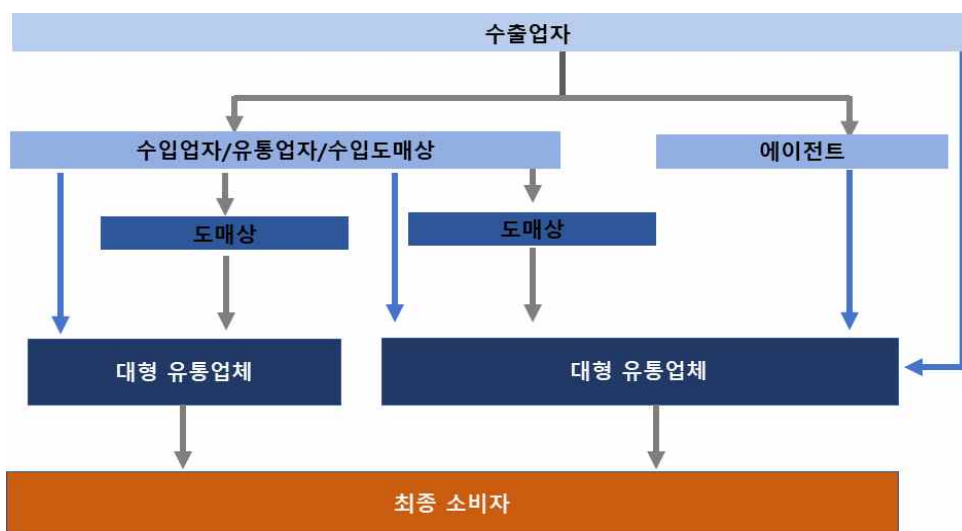 수출업자
수입업자/유통업자/수입도매상
에이전트
도매상
도매상
대형 유통업체
대형 유통업체
최종 소비자